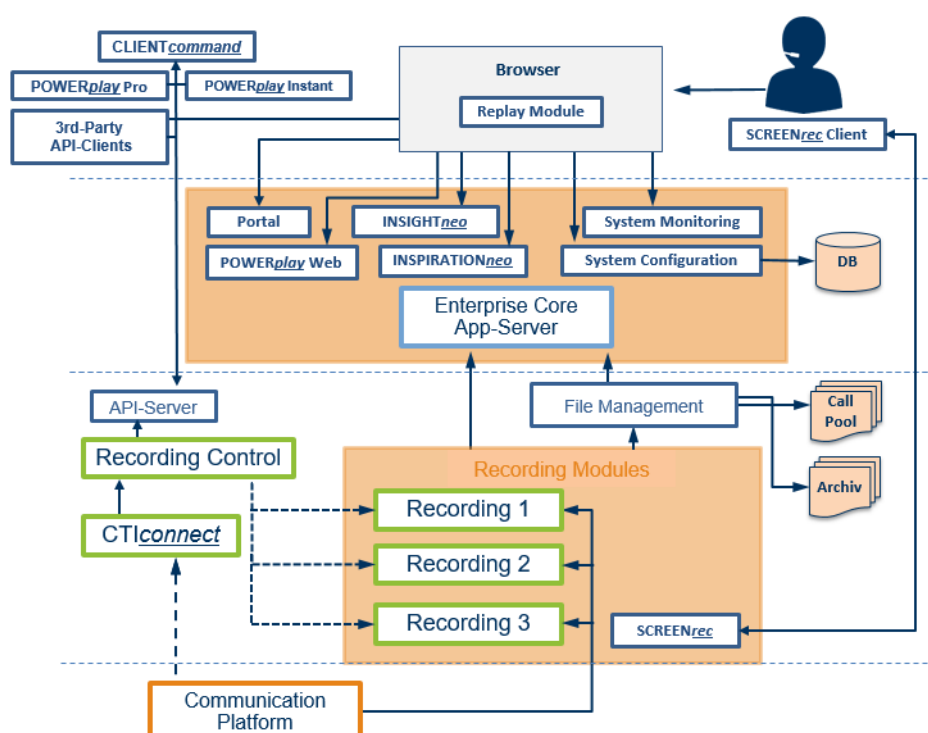 CLIENTcommand
POWERplay Pro
POWERplay Instant
3rd-Party
API-Clients
Browser
Replay Module
SCREENrec Client
Portal
INSIGHTneo
System Monitoring
POWERplay Web
INSPIRATIONneo
System Configuration
DB
Enterprise Core
App-Server
API-Server
File Management
Call
Pool
Recording Control
Recording Modules
Archiv
Recording 1
CTIconnect
Recording 2
Recording 3
SCREENrec
Communication
Platform